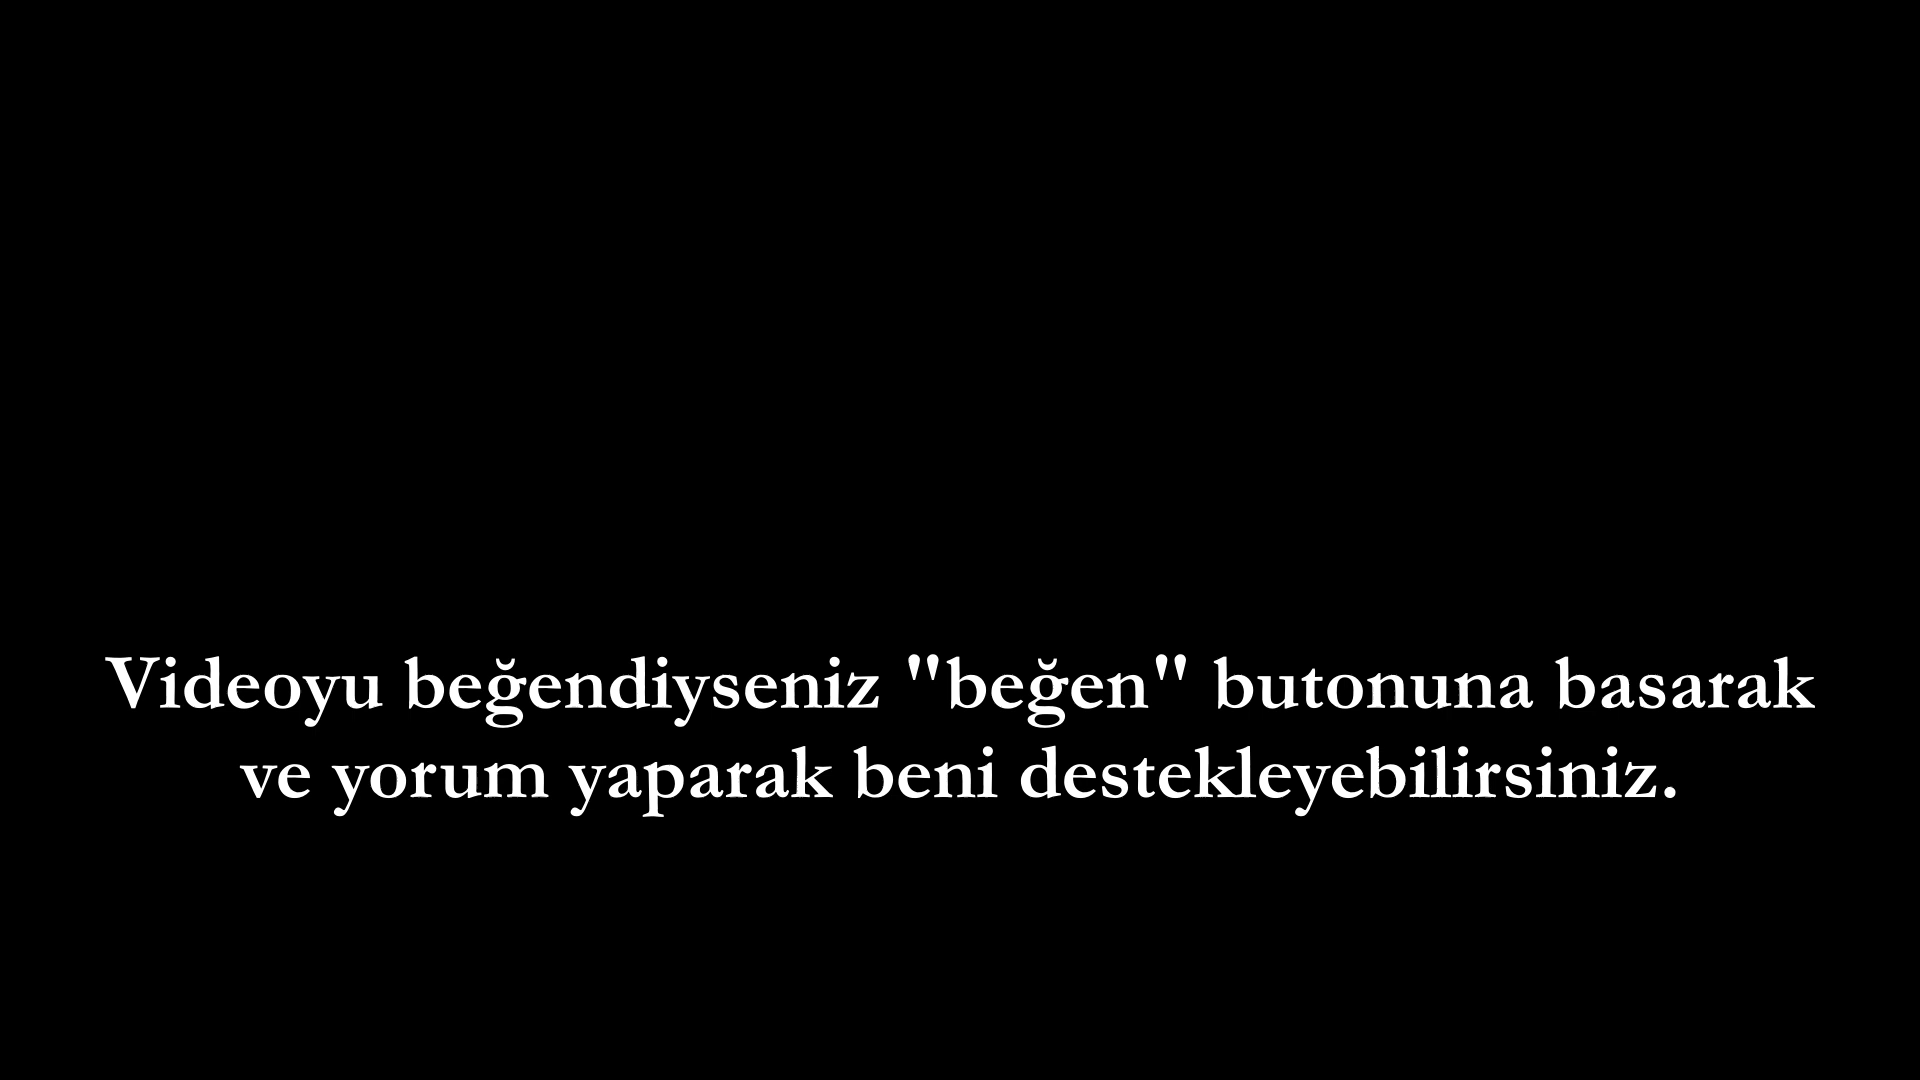 Videoyu beğendiyseniz "beğen" butonuna basarak
ve yorum yaparak beni destekleyebilirsiniz.